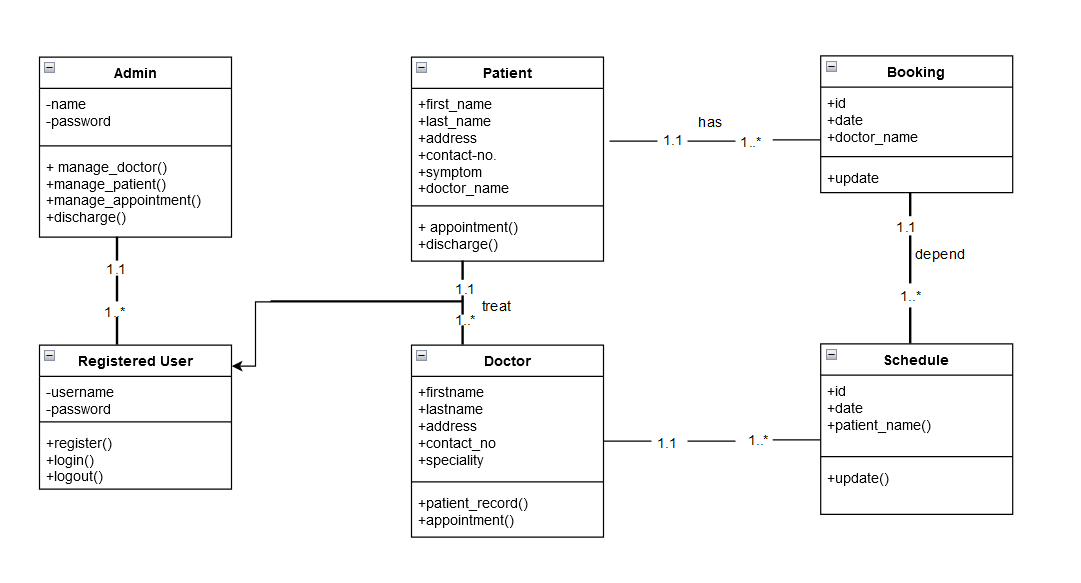 Admin
-name
-password
+ manage_doctor()
+manage_patient()
+manage_appointment()
+discharge()
1.1
1..*
Registered User
-username
-password
+register()
+login()
+logout()
Patient
+first_name
+last_name
+address
+contact-no.
+symptom
+doctor_name
+ appointment()
+discharge()
1.1
treat
1..*
Doctor
+firstname
+lastname
+address
+contact_no
+speciality
+patient_record()
+appointment()
has
1.1
1..*
Booking
+id
+date
+doctor_name
+update
1.1
depend
1..*
Schedule
+id
+date
+patient_name()
+update()
1.1
1..*